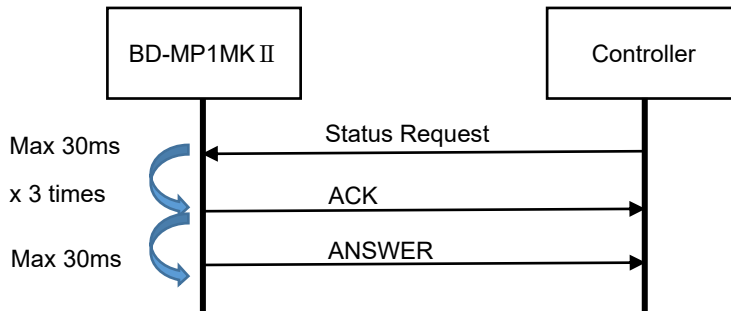 BD-MP1MKⅡ
Controller
Status Request
Max 30ms
x 3 times
ACK
ANSWER
Max 30ms